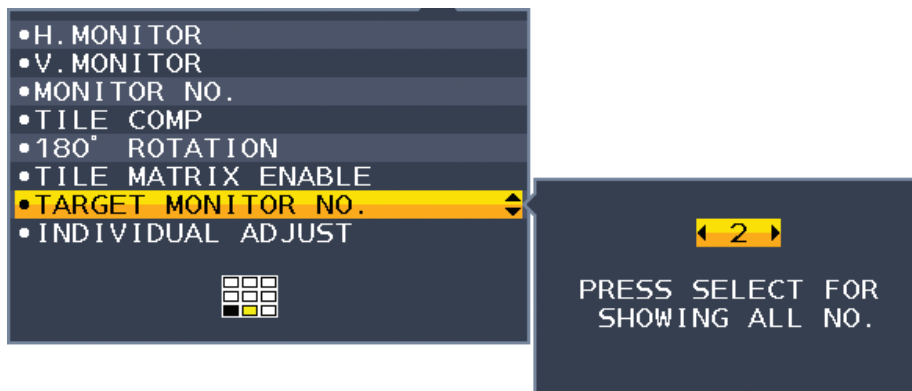 •H.MONITOR
•V.MONITOR
•MONITOR NO.
•TILE COMP
•180° ROTATION
•TILE MATRIX ENABLE
•TARGET MONITOR NO.
•INDIVIDUAL ADJUST
2
PRESS SELECT FOR
SHOWING ALL NO.